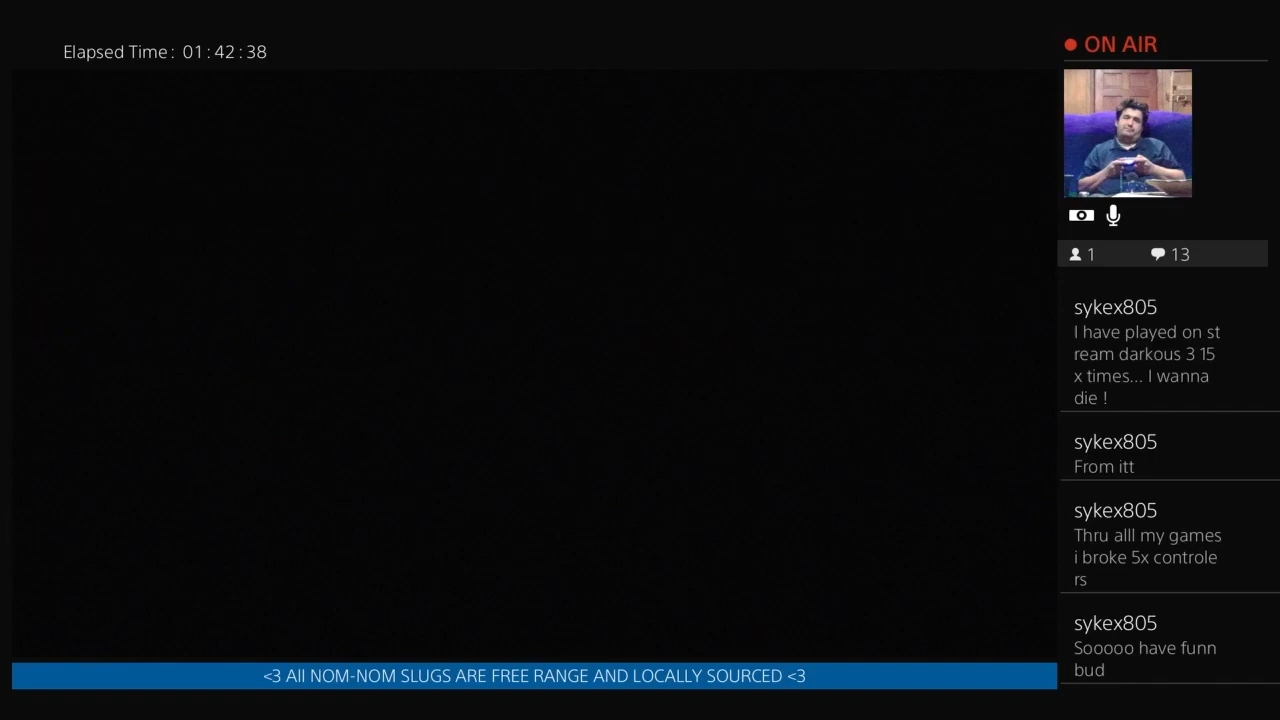 Elapsed Time: 01:42:38
ON AIR
1 13
sykex805
I have played on st
ream darkous 3 15
x times... I wanna
die !
sykex805
From itt
sykex805
Thru alll my games
i broke 5x controle
rs
sykex805
Sooooo have funn
bud
<3 All NOM-NOM SLUGS ARE FREE RANGE AND LOCALLY SOURCED <3